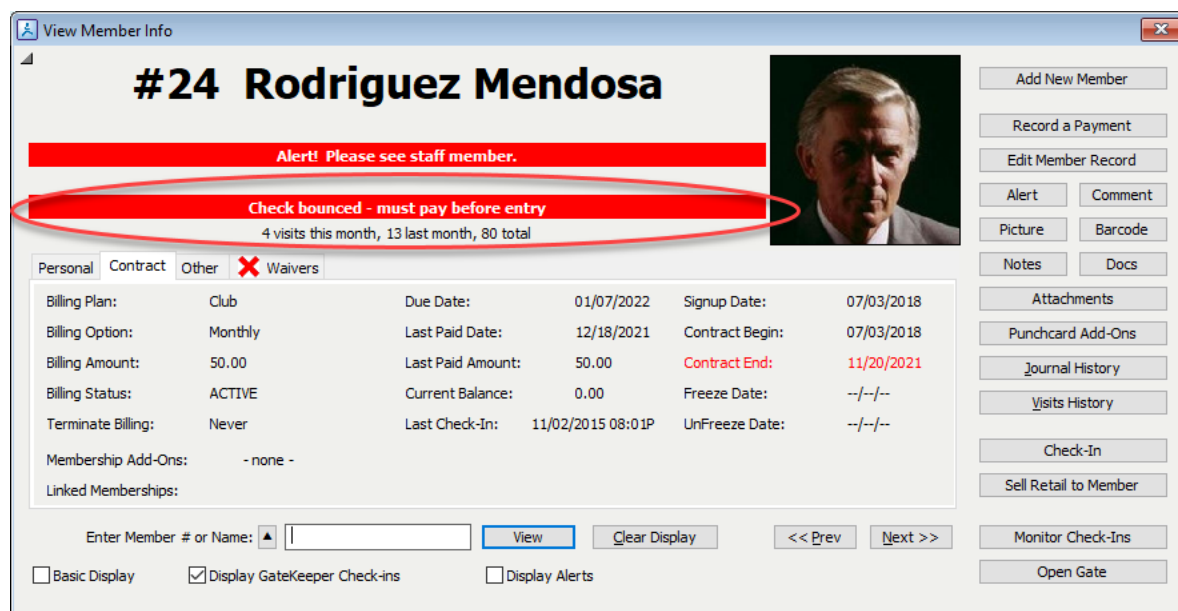 View Member Info
#24 Rodriguez Mendosa
Alert! Please see staff member.
Check bounced - must pay before entry
4 visits this month, 13 last month, 80 total
Personal Contract Other Waivers
Billing Plan: Club Due Date: 01/07/2022 Signup Date: 07/03/2018
Billing Option: Monthly Last Paid Date: 12/18/2021 Contract Begin: 07/03/2018
Billing Amount: 50.00 Last Paid Amount: 50.00 Contract End: 11/20/2021
Billing Status: ACTIVE Current Balance: 0.00 Freeze Date: --/--/--
Terminate Billing: Never Last Check-In: 11/02/2015 08:01P UnFreeze Date: --/--/--
Membership Add-Ons: - none -
Linked Memberships:
Enter Member # or Name: View Clear Display << Prev Next >>
Basic Display Display GateKeeper Check-ins Display Alerts
Add New Member
Record a Payment
Edit Member Record
Alert Comment
Picture Barcode
Notes Docs
Attachments
Punchcard Add-Ons
Journal History
Visits History
Check-In
Sell Retail to Member
Monitor Check-Ins
Open Gate